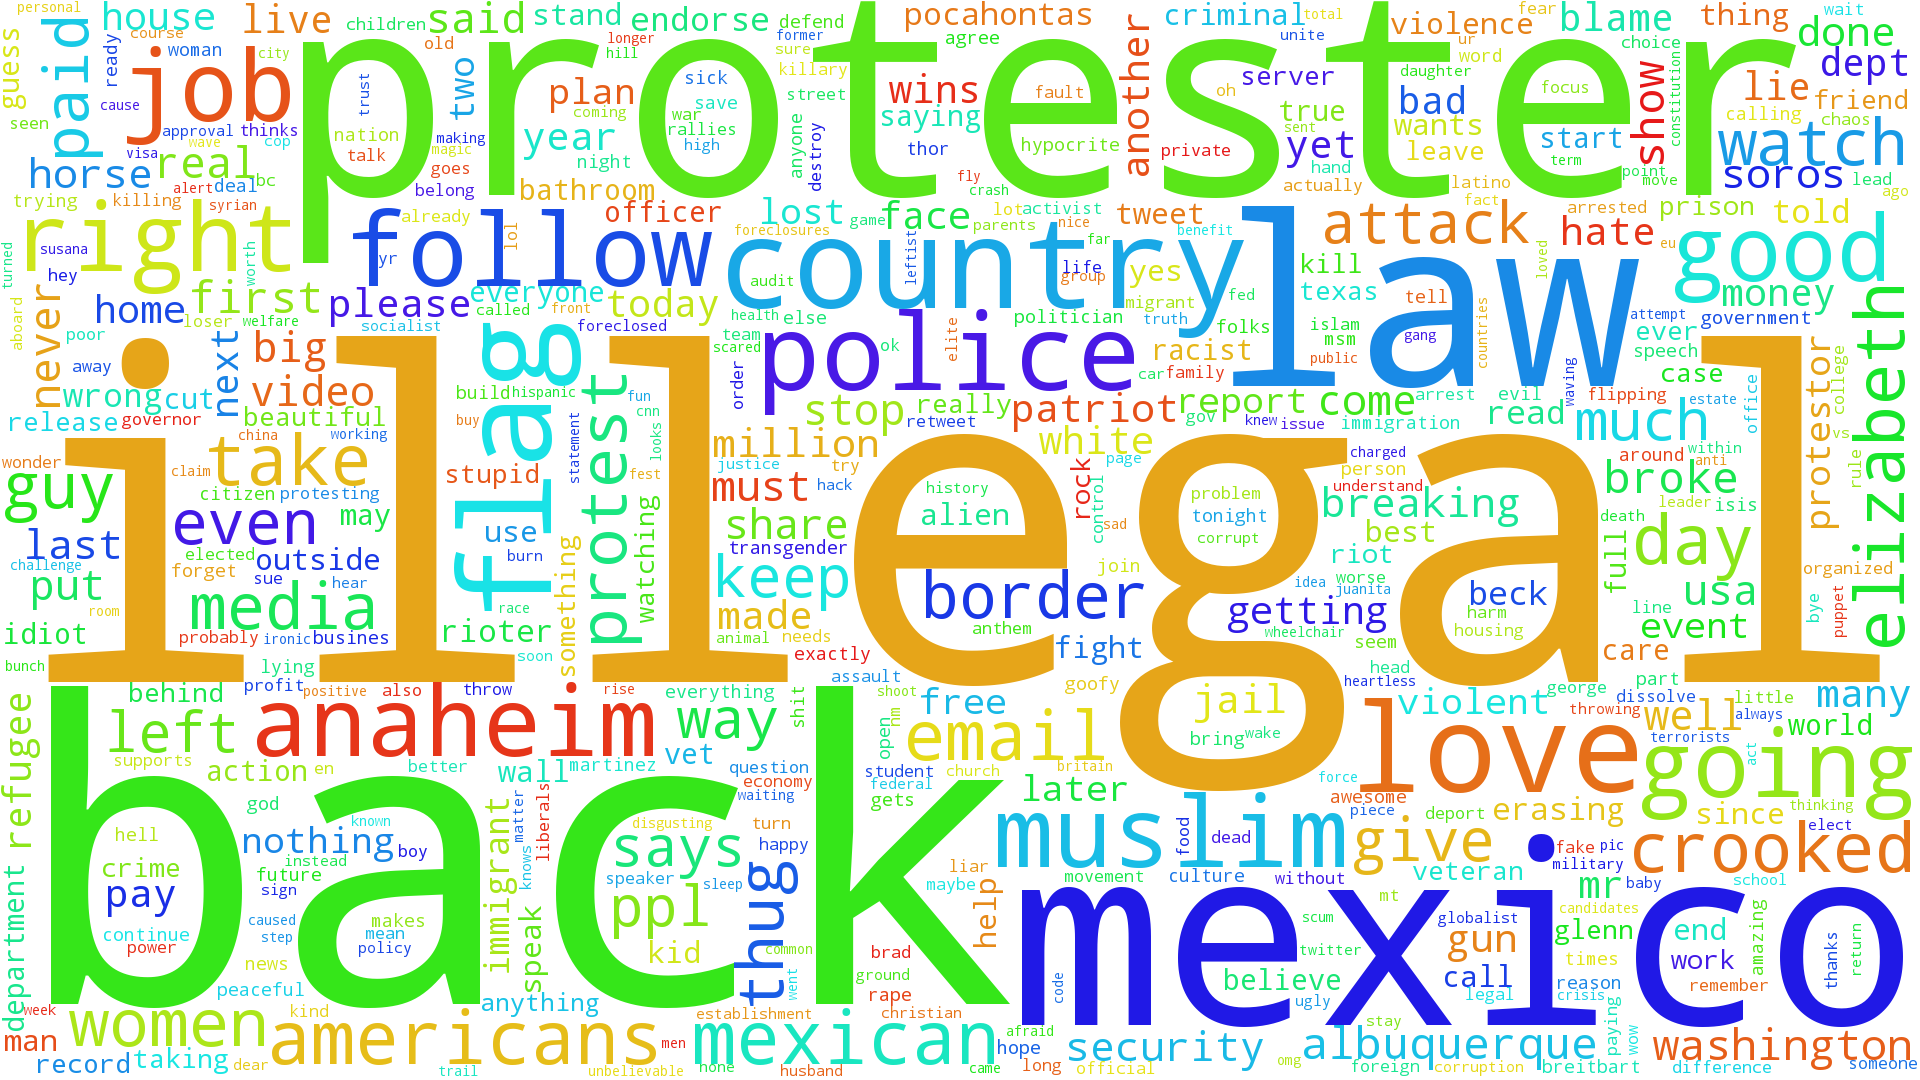 illegal
back
protester
mexico
law
country
police
follow
love
anaheim
job
right
flag
muslim
good
going
protest
americans
mexican
women
crooked
watch
attack
take
day
email
media
keep
way
thug
elizabeth
albuquerque
washington
guy
even
left
border
paid
ppl
says
give
security
much
share
million
must
made
stop
patriot
come
white
report
breaking
getting
jail
free
fight
violent
many
well
world
since
erasing
mr
gun
glenn
end
work
call
believe
veteran
later
help
speak
immigrant
nothing
pay
crime
kid
refugee
department
man
record
taking
behind
action
wall
vet
put
last
outside
may
idiot
rioter
use
stupid
big
video
beautiful
wrong
cut
next
never
home
first
please
everyone
today
real
horse
house
live
said
stand
endorse
plan
year
two
bathroom
officer
lost
face
wins
saying
pocahontas
another
criminal
server
true
yet
violence
bad
wants
leave
start
blame
show
thing
lie
done
dept
friend
soros
prison
told
hate
tweet
yes
kill
texas
racist
money
ever
case
read
broke
protestor
usa
event
care
full
best
riot
beck
alien
rock
really
something
watching
guess
personal
course
ready
woman
city
children
old
longer
hill
defend
former
sure
agree
killary
total
unite
fear
ur
word
wait
choice
seen
cause
approval
thinks
visa
wave
cop
trust
nation
talk
sick
save
war
rallies
high
street
coming
making
magic
goes
night
belong
anyone
destroy
thor
fault
hypocrite
private
fly
crash
oh
sent
daughter
focus
hand
term
point
move
actually
constitution
calling
chaos
lead
ago
latino
fact
arrested
trying
killing
alert
deal
syrian
bc
already
yr
lol
foreclosures
game
lot
parents
activist
nice
far
benefit
turned
susana
hey
worth
aboard
poor
loser
welfare
away
called
front
socialist
foreclosed
audit
health
else
team
scared
leftist
life
group
migrant
truth
fed
folks
politician
tell
islam
msm
public
gang
countries
loved
eu
government
attempt
speech
release
governor
china
working
build
hispanic
buy
fun
cnn
looks
order
ok
elite
car
family
retweet
gov
knew
issue
arrest
evil
immigration
waving
flipping
estate
office
college
vs
wonder
claim
citizen
protesting
statement
fest
justice
try
hack
history
page
control
sad
person
charged
understand
problem
tonight
corrupt
around
within
anti
leader
isis
rule
death
elected
forget
sue
hear
challenge
room
burn
race
transgender
join
anthem
animal
needs
idea
worse
juanita
harm
housing
wheelchair
seem
line
organized
bye
puppet
bunch
probably
ironic
busines
lying
soon
exactly
goofy
head
heartless
george
part
dissolve
little
always
profit
positive
also
throw
rise
everything
shit
assault
shoot
nm
bring
wake
throwing
terrorists
act
supports
en
better
martinez
question
economy
waiting
student
federal
open
gets
church
britain
force
awesome
piece
deport
thinking
elect
hell
god
known
instead
future
boy
sign
matter
liberals
knows
disgusting
turn
happy
speaker
sleep
liar
maybe
movement
food
culture
dead
without
fake
pic
military
baby
school
candidates
continue
power
caused
step
makes
mean
policy
common
brad
ground
rape
went
mt
scum
globalist
twitter
times
reason
amazing
remember
thanks
return
news
peaceful
kind
anything
establishment
christian
code
ugly
legal
crisis
week
dear
trail
men
unbelievable
none
husband
came
afraid
hope
long
official
omg
stay
foreign
corruption
breitbart
paying
wow
difference
someone